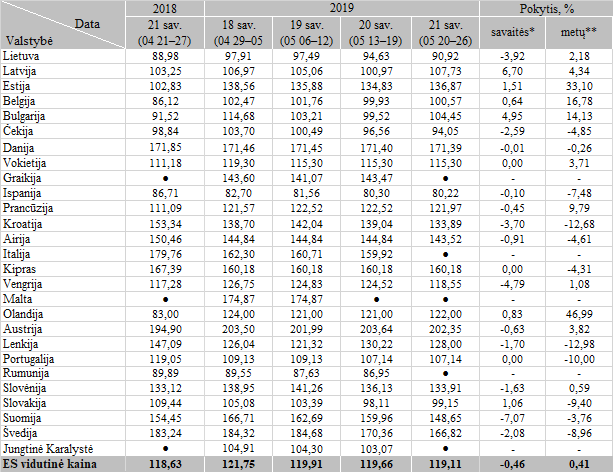 Data 2018 2019 Pokytis, %
Valstybė 21 sav. (04 21–27) 18 sav. (04 29–05 19 sav. (05 06–12) 20 sav. (05 13–19) 21 sav. (05 20–26) savaitės* metų**
Lietuva 88,98 97,91 97,49 94,63 90,92 -3,92 2,18
Latvija 103,25 106,97 105,06 100,97 107,73 6,70 4,34
Estija 102,83 138,56 135,88 134,83 136,87 1,51 33,10
Belgija 86,12 102,47 101,76 99,93 100,57 0,64 16,78
Bulgarija 91,52 114,68 103,21 99,52 104,45 4,95 14,13
Čekija 98,84 103,70 100,49 96,56 94,05 -2,59 -4,85
Danija 171,85 171,46 171,45 171,40 171,39 -0,01 -0,26
Vokietija 111,18 119,30 115,30 115,30 115,30 0,00 3,71
Graikija ● 143,60 141,07 143,47 ● - -
Ispanija 86,71 82,70 81,56 80,30 80,22 -0,10 -7,48
Prancūzija 111,09 121,57 122,52 122,52 121,97 -0,45 9,79
Kroatija 153,34 138,70 142,04 139,04 133,89 -3,70 -12,68
Airija 150,46 144,84 144,84 144,84 143,52 -0,91 -4,61
Italija 179,76 162,30 160,71 159,92 ● - -
Kipras 167,39 160,18 160,18 160,18 160,18 0,00 -4,31
Vengrija 117,28 126,75 124,83 124,52 118,55 -4,79 1,08
Malta ● 174,87 174,87 ● ● - -
Olandija 83,00 124,00 121,00 121,00 122,00 0,83 46,99
Austrija 194,90 203,50 201,99 203,64 202,35 -0,63 3,82
Lenkija 147,09 126,04 121,32 130,22 128,00 -1,70 -12,98
Portugalija 119,05 109,13 109,13 107,14 107,14 0,00 -10,00
Rumunija 89,89 89,55 87,63 86,95 ● - -
Slovėnija 133,12 138,95 141,26 136,13 133,91 -1,63 0,59
Slovakija 109,44 105,08 103,39 98,11 99,15 1,06 -9,40
Suomija 154,45 166,71 162,69 159,96 148,65 -7,07 -3,76
Švedija 183,24 184,32 184,68 170,36 166,82 -2,08 -8,96
Jungtinė Karalystė ● 104,91 104,30 103,07 ● - -
ES vidutinė kaina 118,63 121,75 119,91 119,66 119,11 -0,46 0,41